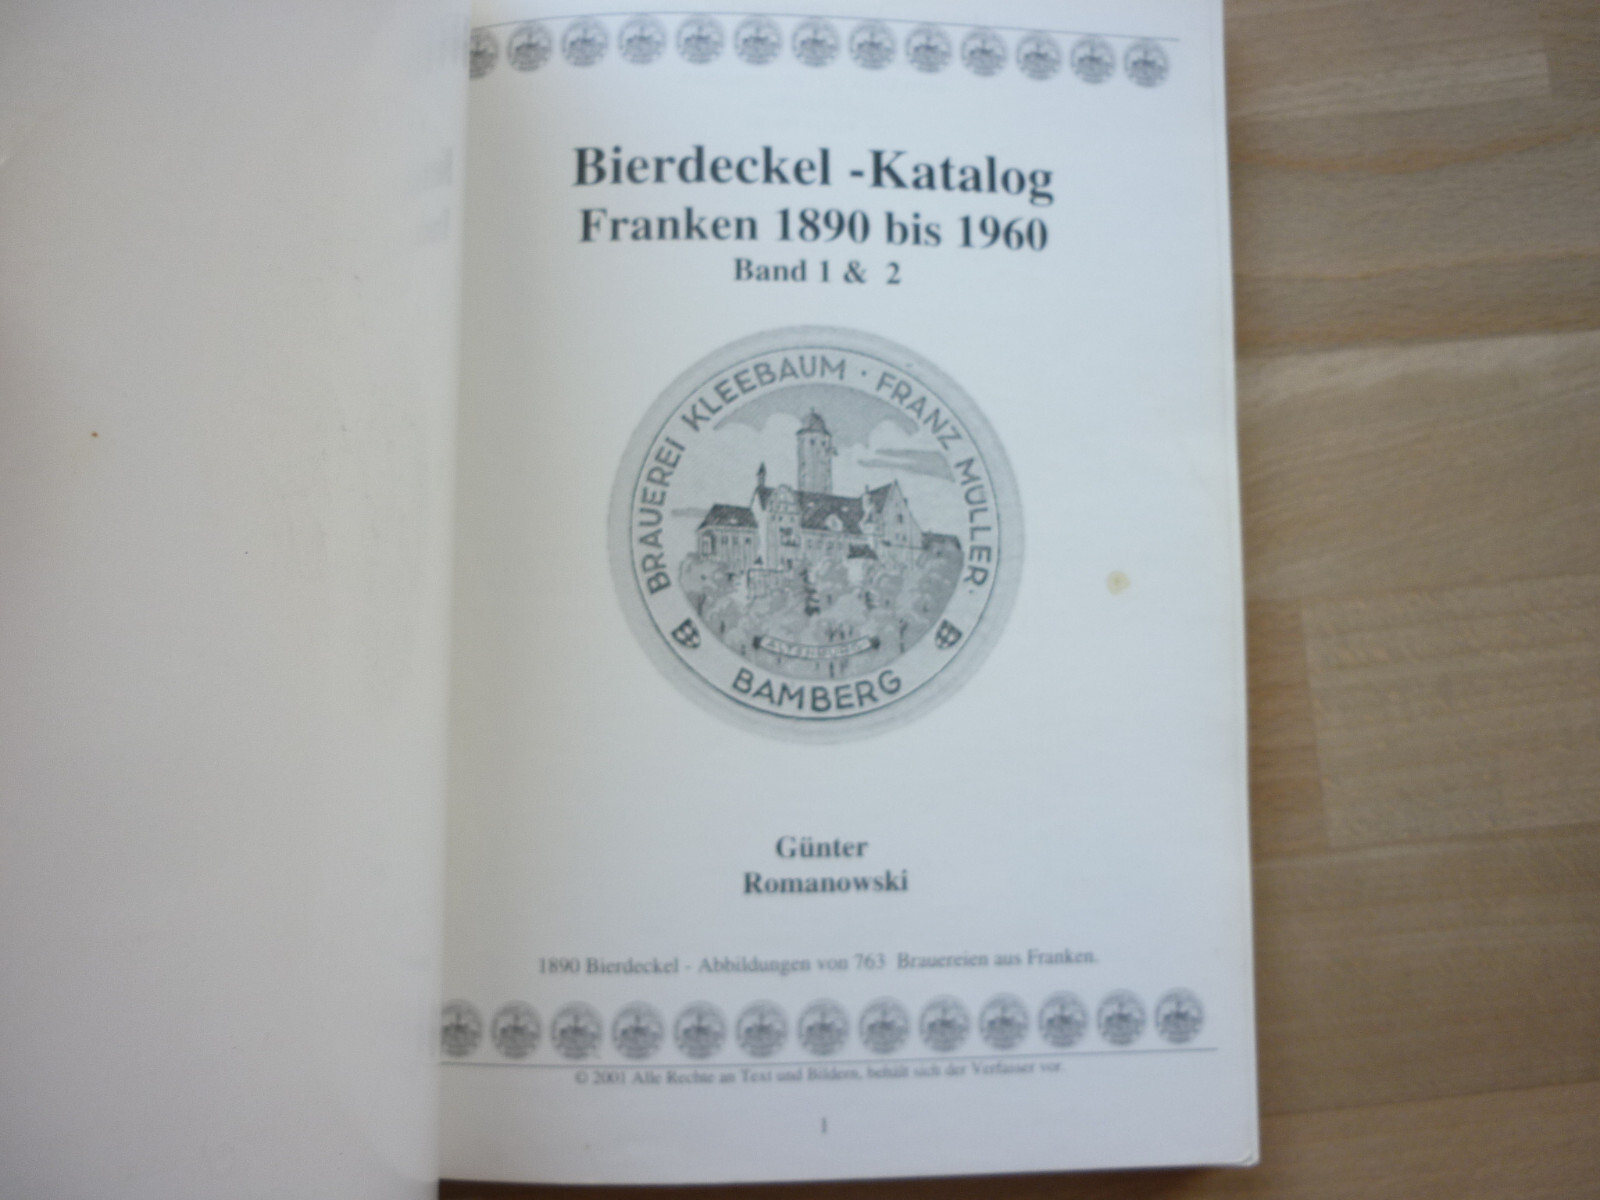 Bierdeckel -Katalog
Franken 1890 bis 1960
Band 1 & 2
BRAUEREI KLEEBAUM · FRANZ MÜLLER ·
ALTENBURG
BAMBERG
Günter
Romanowski
1890 Bierdeckel - Abbildungen von 763 Brauereien aus Franken.
© 2001 Alle Rechte an Text und Bildern, behält sich der Verfasser vor.
1